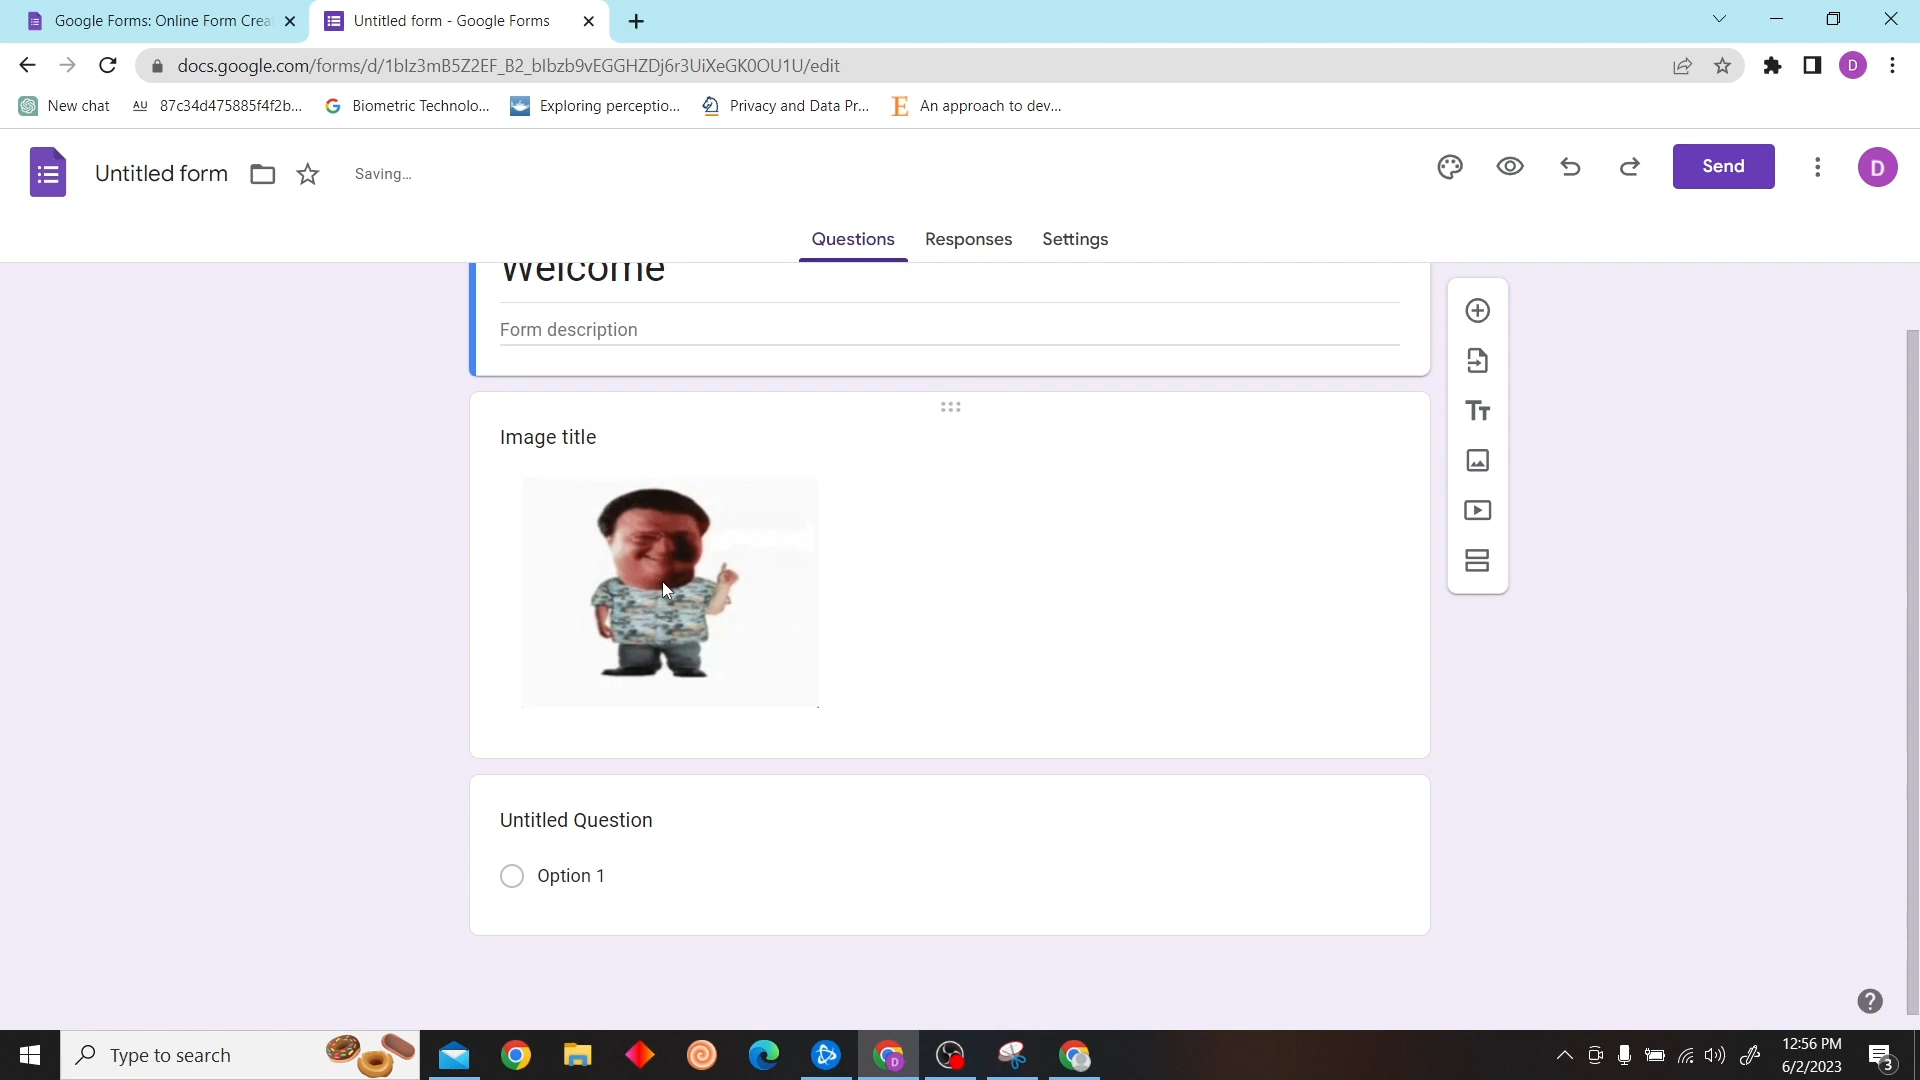 Google Forms: Online Form Crea
Untitled form - Google Forms
docs.google.com/forms/d/1blz3mB5Z2EF_B2_blbzb9vEGGHZDj6r3UiXeGK0OU1U/edit
D
New chat
AU 87c34d475885f4f2b...
Biometric Technolo...
Exploring perceptio...
Privacy and Data Pr...
E An approach to dev...
Untitled form
Saving...
Send
D
Questions
Responses
Settings
Welcome
Form description
Image title
Untitled Question
Option 1
Type to search
12:56 PM
6/2/2023
3